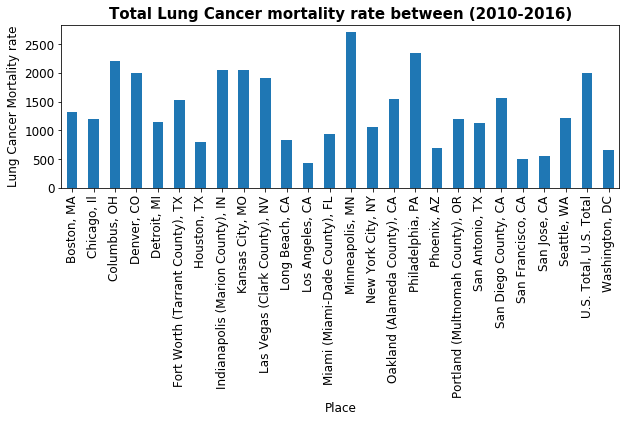 Total Lung Cancer mortality rate between (2010-2016)
Lung Cancer Mortality rate
2500
2000
1500
1000
500
0
Boston, MA
Chicago, Il
Columbus, OH
Denver, CO
Detroit, MI
Fort Worth (Tarrant County), TX
Houston, TX
Indianapolis (Marion County), IN
Kansas City, MO
Las Vegas (Clark County), NV
Long Beach, CA
Los Angeles, CA
Miami (Miami-Dade County), FL
Minneapolis, MN
New York City, NY
Oakland (Alameda County), CA
Philadelphia, PA
Phoenix, AZ
Portland (Multnomah County), OR
San Antonio, TX
San Diego County, CA
San Francisco, CA
San Jose, CA
Seattle, WA
U.S. Total, U.S. Total
Washington, DC
Place